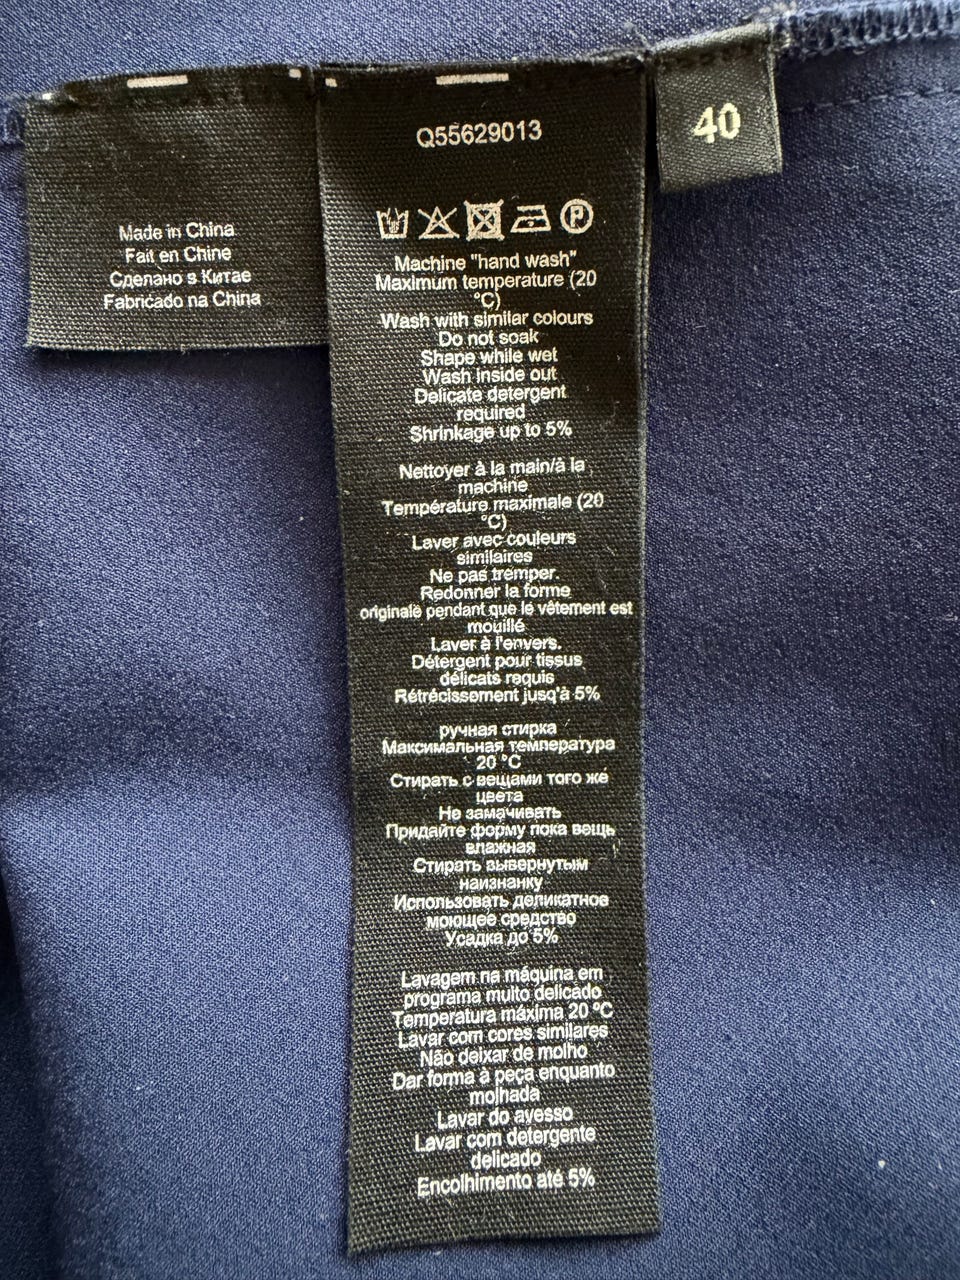 Made in China
Fait en Chine
Сделано в Китае
Fabricado na China
Q55629013
40
P
Machine "hand wash"
Maximum temperature (20
°C)
Wash with similar colours
Do not soak
Shape while wet
Wash inside out
Delicate detergent
required
Shrinkage up to 5%
Nettoyer à la main/à la
machine
Température maximale (20
°C)
Laver avec couleurs
similaires
Ne pas tremper.
Redonner la forme
originale pendant que le vêtement est
mouillé
Laver à l'envers.
Détergent pour tissus
délicats requis
Rétrécissement jusqu'à 5%
ручная стирка
Максимальная температура
20 °C
Стирать с вещами того же
цвета
Не замачивать
Придайте форму пока вещь
влажная
Стирать вывернутым
наизнанку
Использовать деликатное
моющее средство
Усадка до 5%
Lavagem na máquina em
programa muito delicado
Temperatura máxima 20 ºC
Lavar com cores similares
Não deixar de molho
Dar forma à peça enquanto
molhada
Lavar do avesso
Lavar com detergente
delicado
Encolhimento até 5%